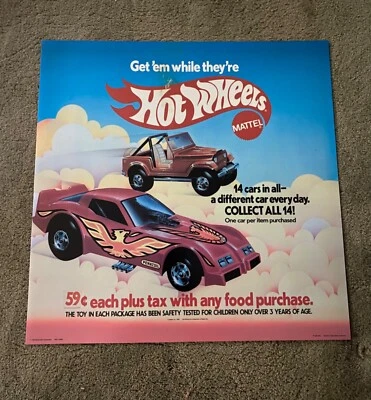 Get 'em while they're
Hot Wheels
MATTEL
14 cars in all–
a different car every day.
COLLECT ALL 14!
One car per item purchased
59¢ each plus tax with any food purchase.
THE TOY IN EACH PACKAGE HAS BEEN SAFETY TESTED FOR CHILDREN ONLY OVER 3 YEARS OF AGE.